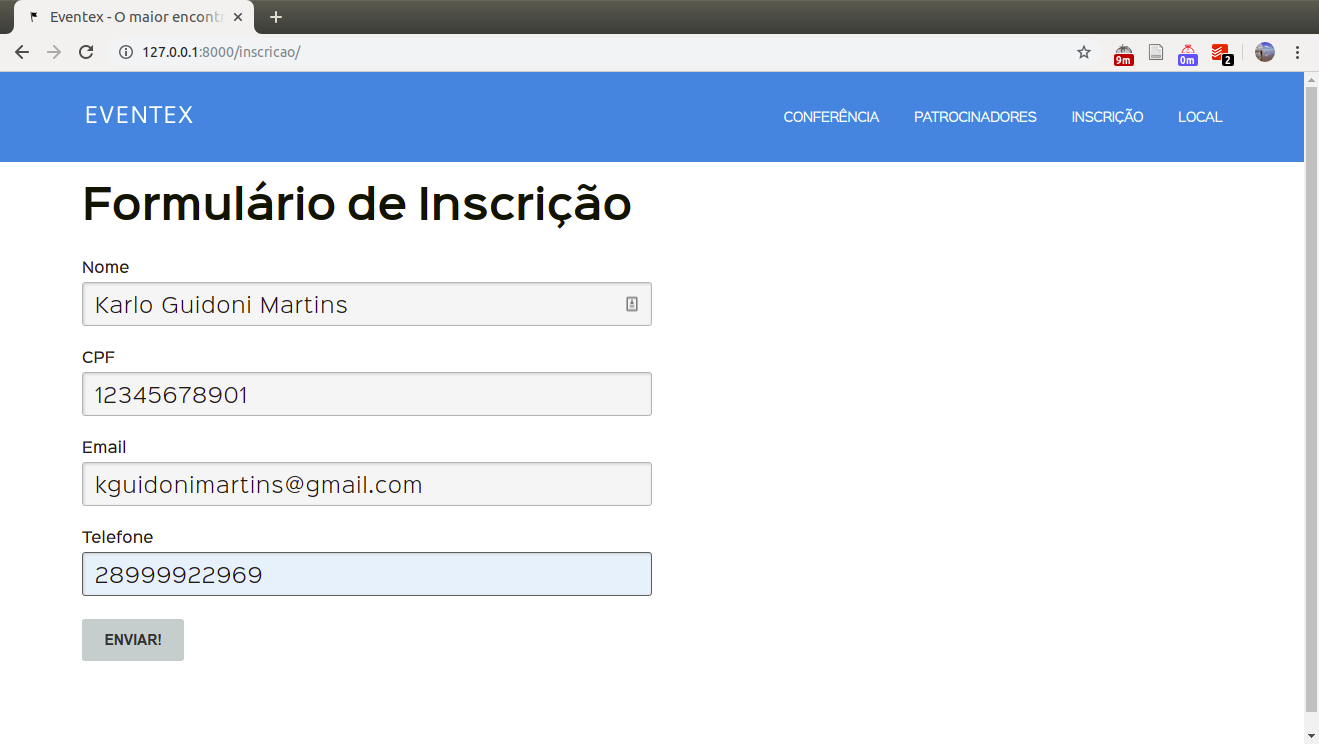 Eventex - O maior encont
127.0.0.1:8000/inscricao/
9m
0m
2
EVENTEX
CONFERÊNCIA PATROCINADORES INSCRIÇÃO LOCAL
Formulário de Inscrição
Nome
Karlo Guidoni Martins
CPF
12345678901
Email
kguidonimartins@gmail.com
Telefone
28999922969
ENVIAR!